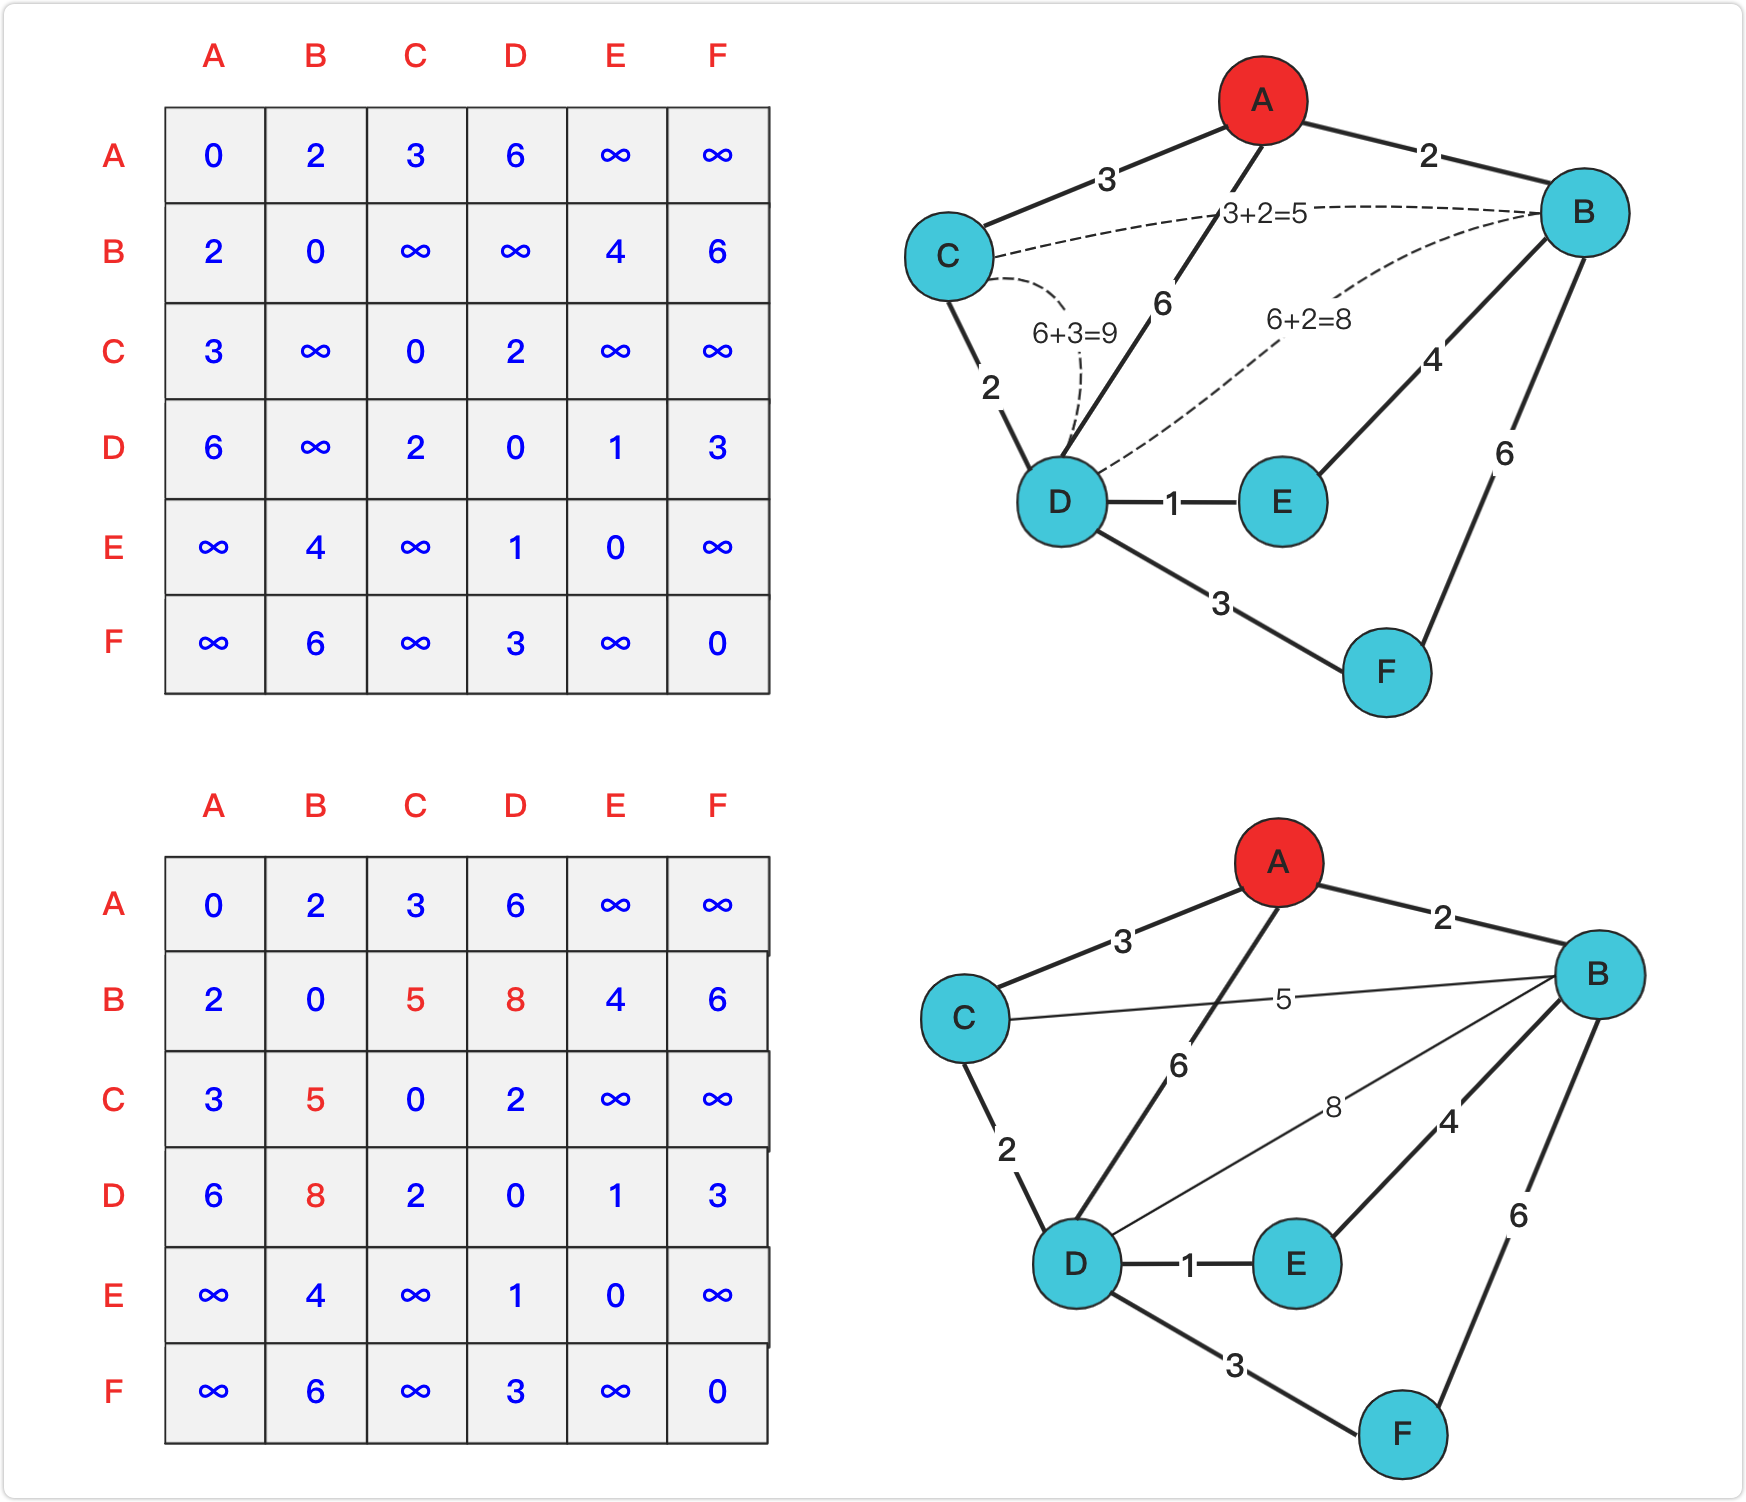 A B C D E F
A 0 2 3 6 ∞ ∞
B 2 0 ∞ ∞ 4 6
C 3 ∞ 0 2 ∞ ∞
D 6 ∞ 2 0 1 3
E ∞ 4 ∞ 1 0 ∞
F ∞ 6 ∞ 3 ∞ 0
A
2
3
B
3+2=5
C
6
6+3=9
6+2=8
4
2
6
D
1
E
3
F
A B C D E F
A 0 2 3 6 ∞ ∞
B 2 0 5 8 4 6
C 3 5 0 2 ∞ ∞
D 6 8 2 0 1 3
E ∞ 4 ∞ 1 0 ∞
F ∞ 6 ∞ 3 ∞ 0
A
2
3
B
5
C
6
8
4
2
6
D
1
E
3
F